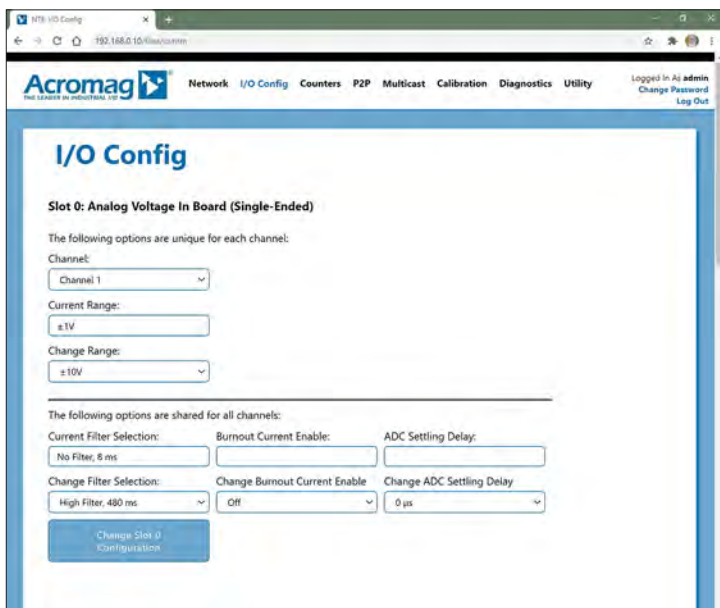 NTE I/O Config
192.168.0.10/
Acromag
THE LEADER IN INDUSTRIAL I/O
Network I/O Config Counters P2P Multicast Calibration Diagnostics Utility
Logged In As admin
Change Password
Log Out
I/O Config
Slot 0: Analog Voltage In Board (Single-Ended)
The following options are unique for each channel:
Channel:
Channel 1
Current Range:
±1V
Change Range:
±10V
The following options are shared for all channels:
Current Filter Selection: Burnout Current Enable: ADC Settling Delay:
No Filter, 8 ms
Change Filter Selection: Change Burnout Current Enable Change ADC Settling Delay
High Filter, 480 ms Off 0 µs
Change Slot 0
Configuration